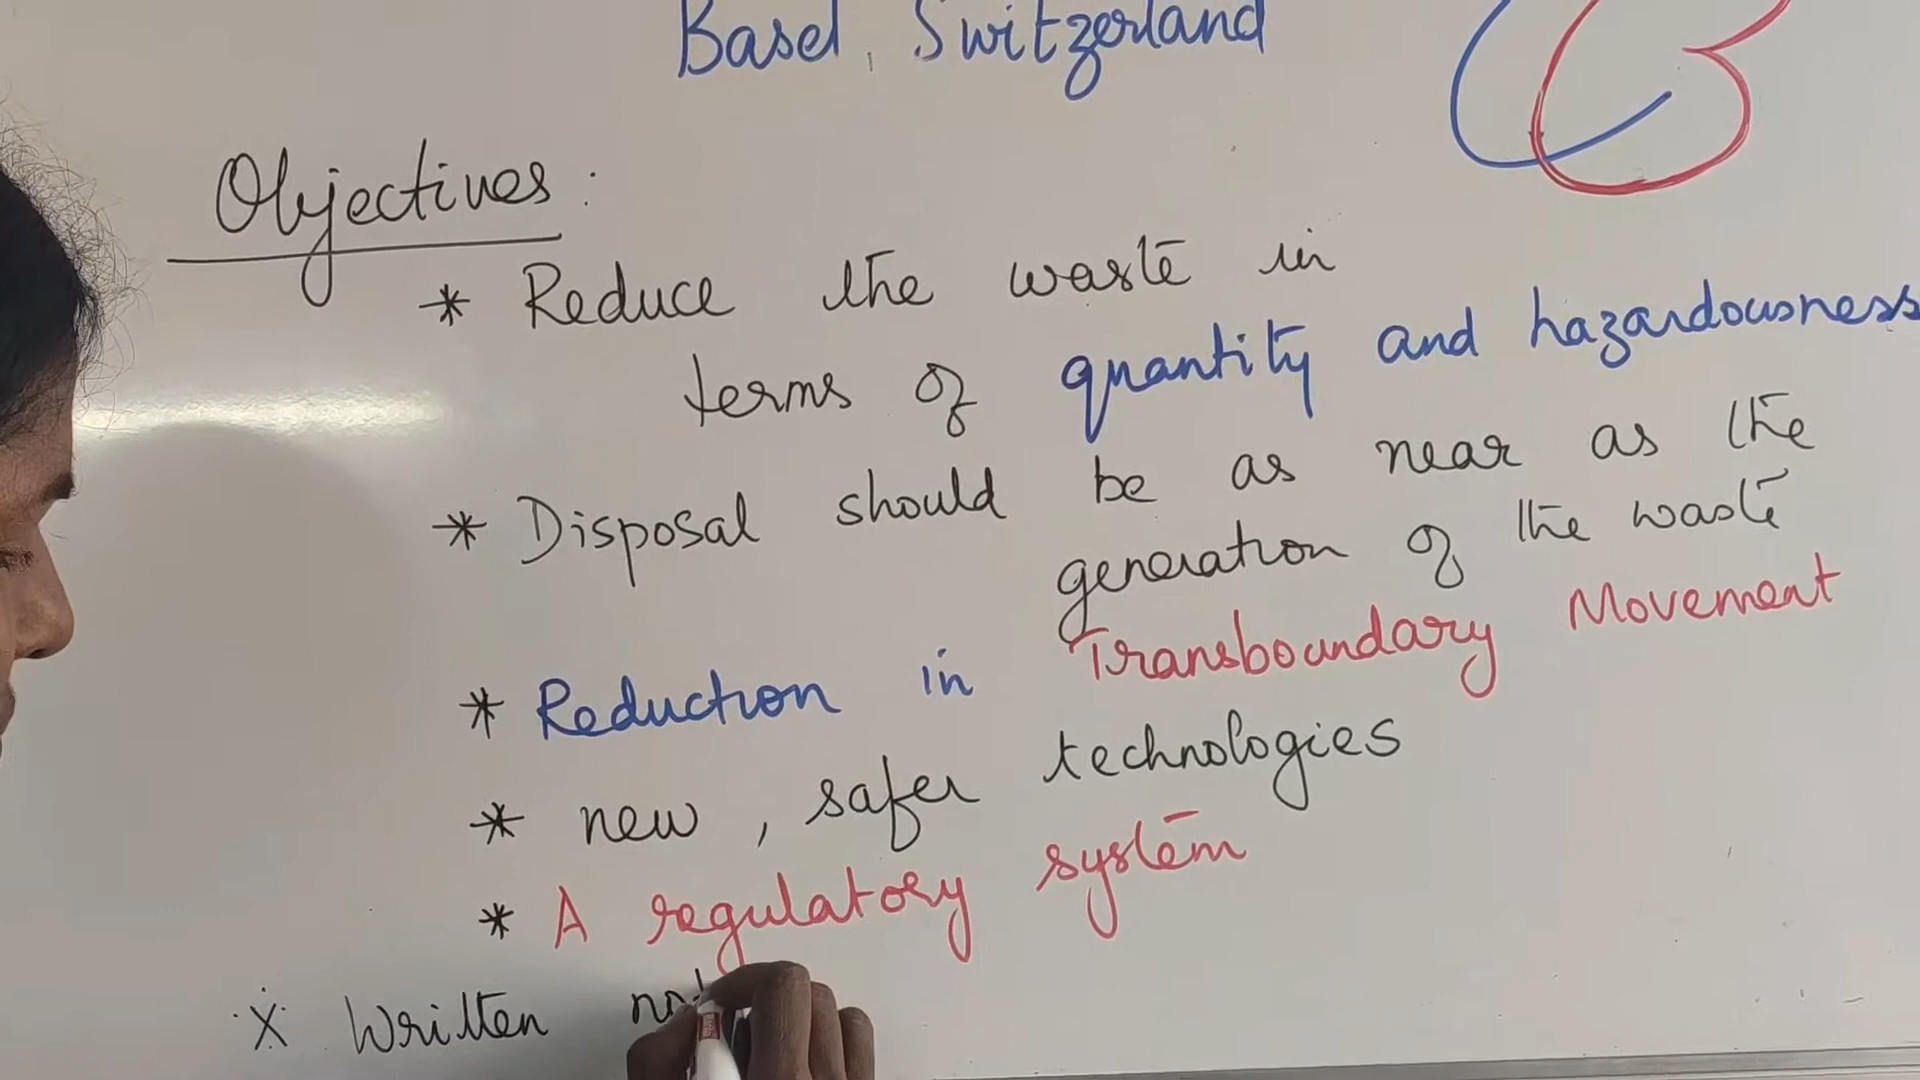 Basel, Switzerland
Objectives :
* Reduce the waste in
terms of quantity and hazardousness
* Disposal should be as near as the
generation of the waste
* Reduction in Transboundary Movement
* new, safer technologies
* A regulatory system
Written